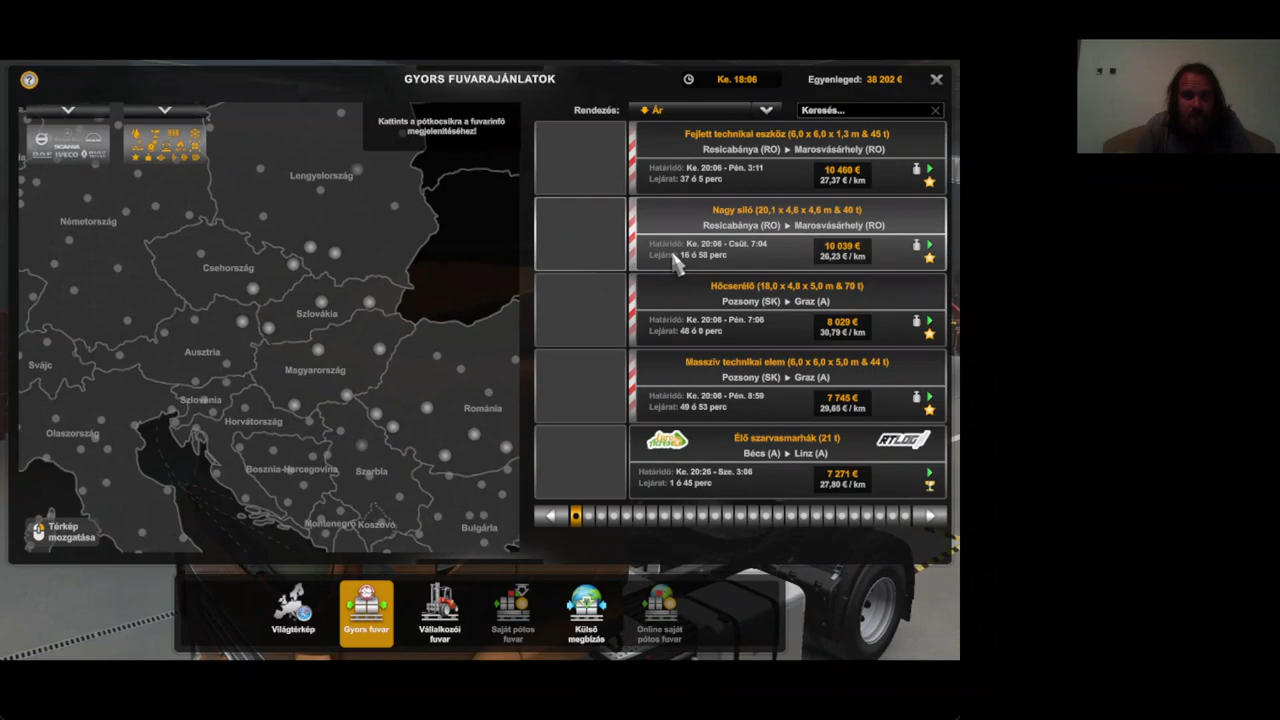 GYORS FUVARAJÁNLATOK
Ke. 18:06
Egyenleged: 38 202 €
Kattints a pótkocsikra a fuvarinfó
megjelenítéséhez!
Rendezés:
Ár
Keresés...
SCANIA
IVECO
Lengyelország
Németország
Csehország
Szlovákia
Ausztria
Svájc
Magyarország
Szlovénia
Románia
Horvátország
Olaszország
Bosznia-Hercegovina
Szerbia
Montenegró
Koszovó
Bulgária
Térkép
mozgatása
Fejlett technikai eszköz (6,0 x 6,0 x 1,3 m & 45 t)
Resicabánya (RO) ▸ Marosvásárhely (RO)
Határidő: Ke. 20:06 - Pén. 3:11
Lejárat: 37 ó 5 perc
10 460 €
27,37 € / km
Nagy siló (20,1 x 4,6 x 4,6 m & 40 t)
Resicabánya (RO) ▸ Marosvásárhely (RO)
Határidő: Ke. 20:06 - Csüt. 7:04
Lejárat: 16 ó 58 perc
10 039 €
26,23 € / km
Hőcserélő (18,0 x 4,8 x 5,0 m & 70 t)
Pozsony (SK) ▸ Graz (A)
Határidő: Ke. 20:06 - Pén. 7:06
Lejárat: 48 ó 0 perc
8 029 €
30,79 € / km
Masszív technikai elem (6,0 x 6,0 x 5,0 m & 44 t)
Pozsony (SK) ▸ Graz (A)
Határidő: Ke. 20:06 - Pén. 8:59
Lejárat: 49 ó 53 perc
7 745 €
29,65 € / km
Euro Acres
Élő szarvasmarhák (21 t)
RTLOG
Bécs (A) ▸ Linz (A)
Határidő: Ke. 20:26 - Sze. 3:06
Lejárat: 1 ó 45 perc
7 271 €
27,80 € / km
Világtérkép
Gyors fuvar
Vállalkozói
fuvar
Saját pótos
fuvar
Külső
megbízás
Online saját
pótos fuvar